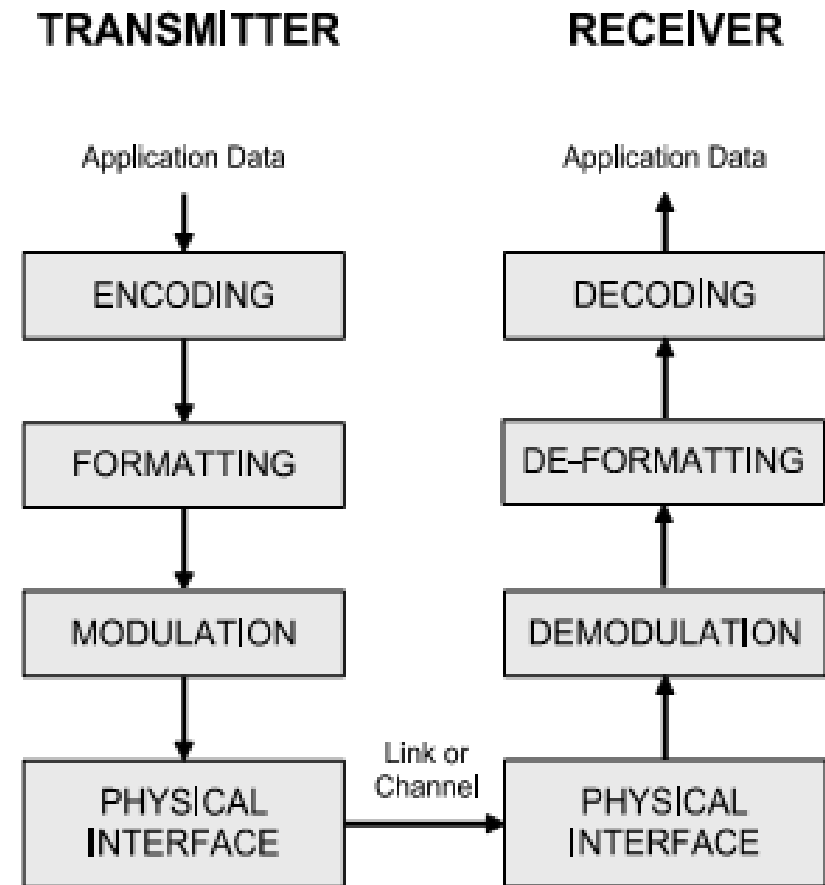 TRANSMITTER
RECEIVER
Application Data
Application Data
ENCODING
DECODING
FORMATTING
DE-FORMATTING
MODULATION
DEMODULATION
Link or
Channel
PHYSICAL
INTERFACE
PHYSICAL
INTERFACE